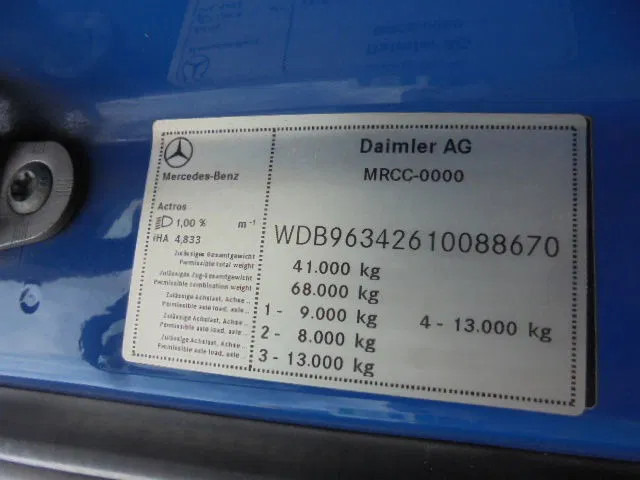 Daimler AG
MRCC-0000
Mercedes-Benz
Actros
1,00 % m⁻¹
iHA 4,833
WDB96342610088670
Zulässiges Gesamtgewicht
Permissible total weight
41.000 kg
Zulässiges Zug-Gesamtgewicht
Permissible combination weight
68.000 kg
Zulässige Achslast, Achse ..
Permissible axle load, axle ..
1 - 9.000 kg 4 - 13.000 kg
Zulässige Achslast, Achse ..
Permissible axle load, axle ..
2 - 8.000 kg
Zulässige Achslast, Achse ..
Permissible axle load, axle ..
3 - 13.000 kg